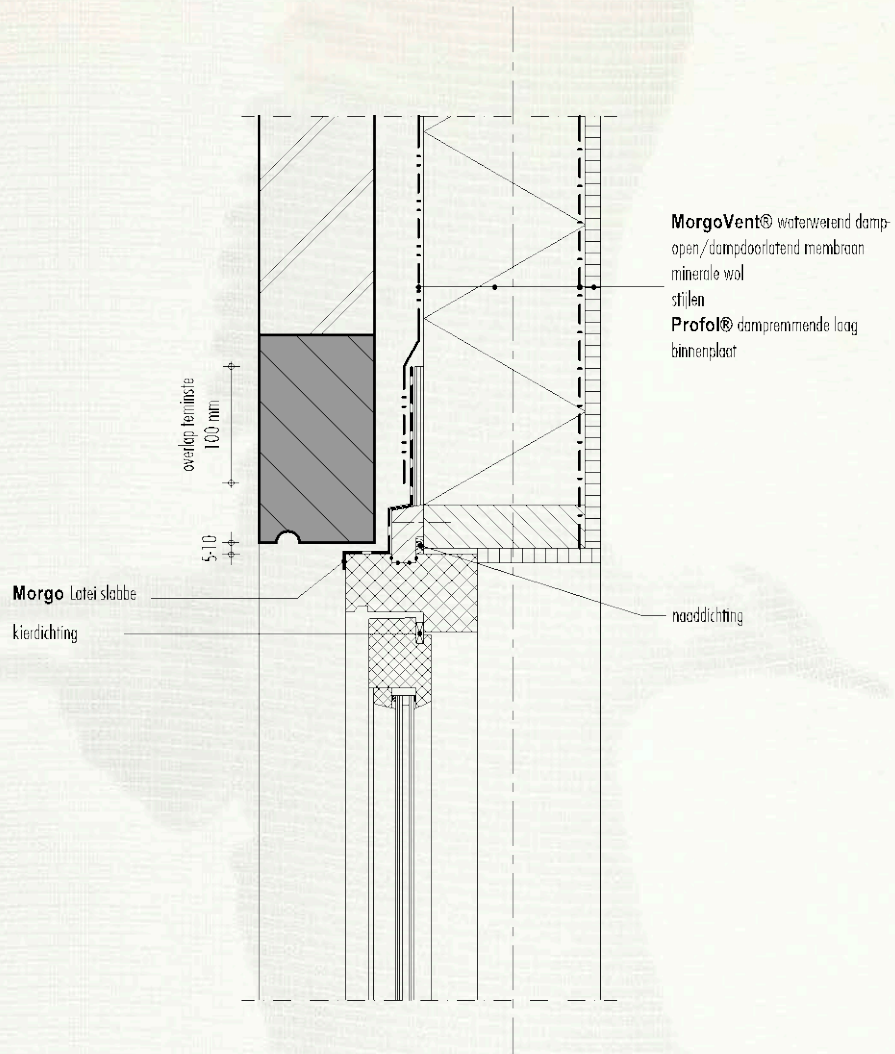 MorgoVent® waterwerend damp-
open/dampdoorlatend membraan
minerale wol
stijlen
Profol® dampremmende laag
binnenplaat
overlap teminste
100 mm
5-10
Morgo Latei slabbe
kierdichting
naaddichting